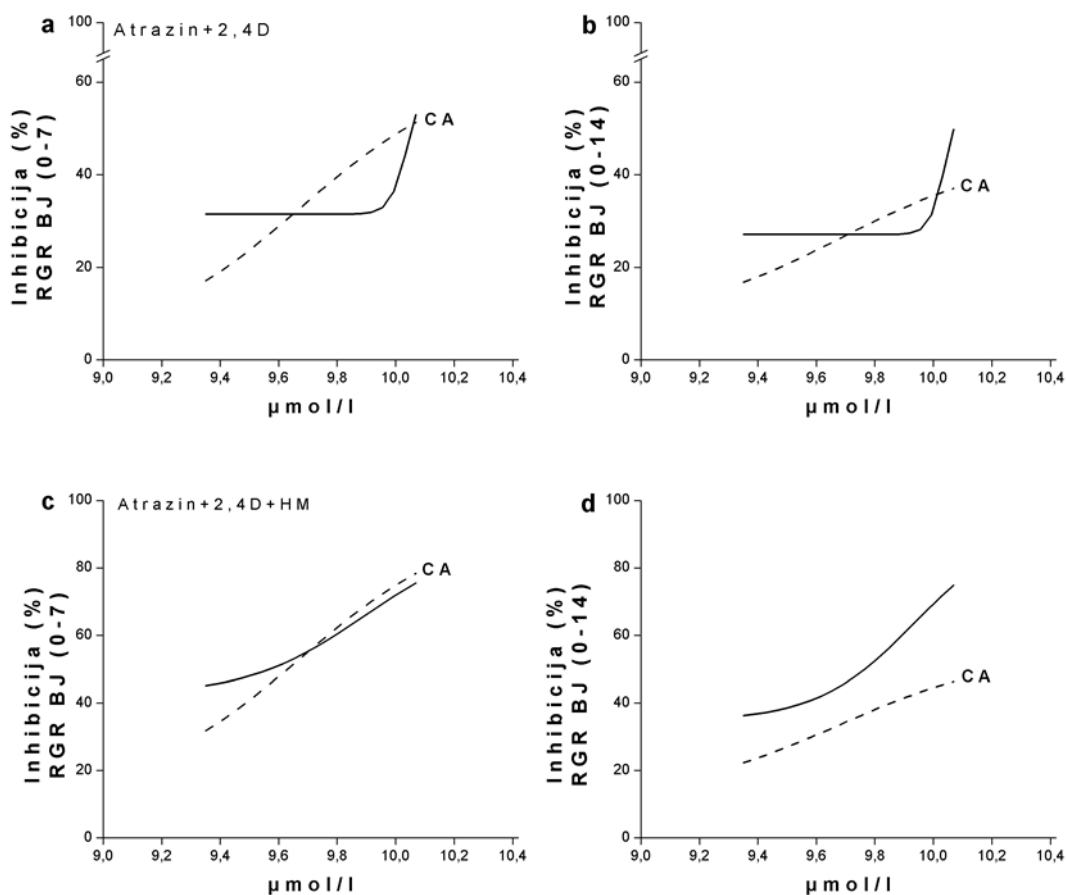 a
Atrazin+2,4D
Inhibicija (%)
RGR BJ (0-7)
100
60
40
20
0
CA
9,0 9,2 9,4 9,6 9,8 10,0 10,2 10,4
µmol/l
b
Inhibicija (%)
RGR BJ (0-14)
100
60
40
20
0
CA
9,0 9,2 9,4 9,6 9,8 10,0 10,2 10,4
µmol/l
c
Atrazin+2,4D+HM
Inhibicija (%)
RGR BJ (0-7)
100
80
60
40
20
0
CA
9,0 9,2 9,4 9,6 9,8 10,0 10,2 10,4
µmol/l
d
Inhibicija (%)
RGR BJ (0-14)
100
80
60
40
20
0
CA
9,0 9,2 9,4 9,6 9,8 10,0 10,2 10,4
µmol/l